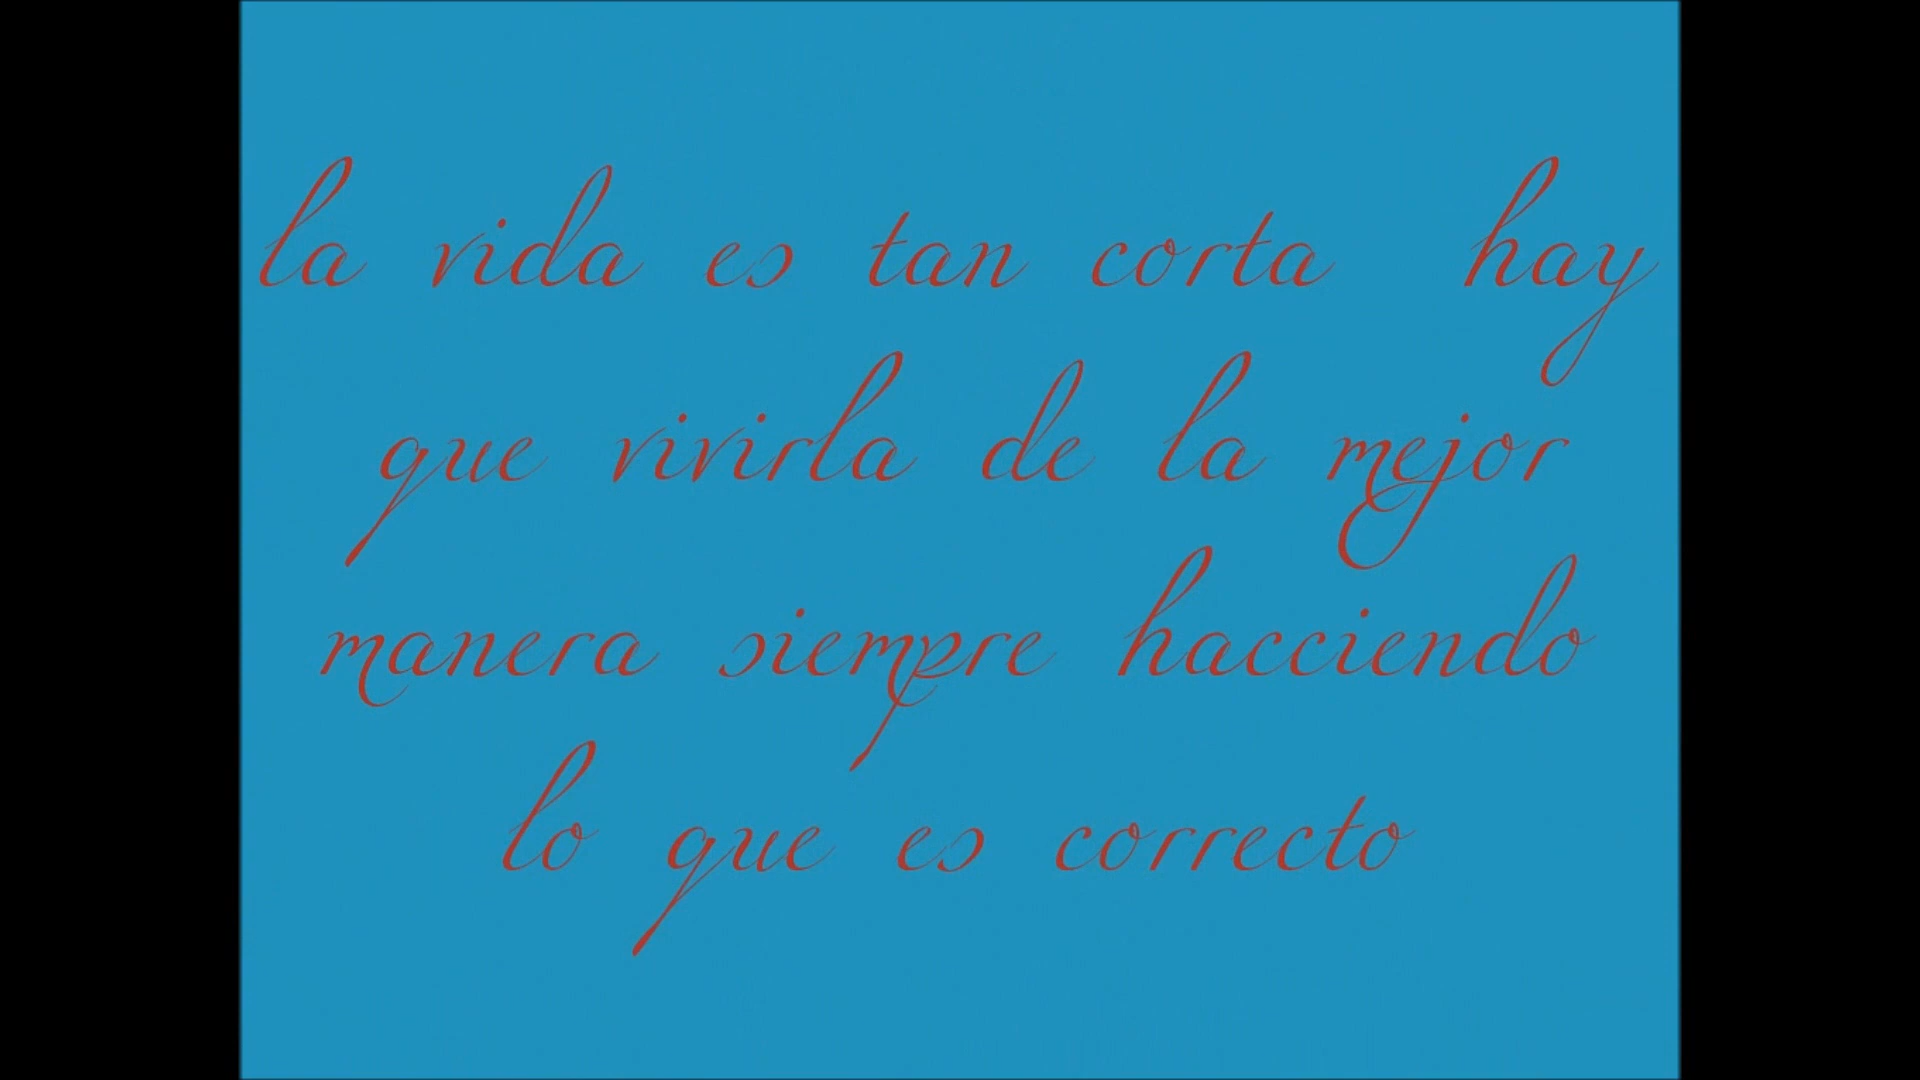 la vida es tan corta  hay
que vivirla de la mejor
manera siempre hacciendo
lo que es correcto